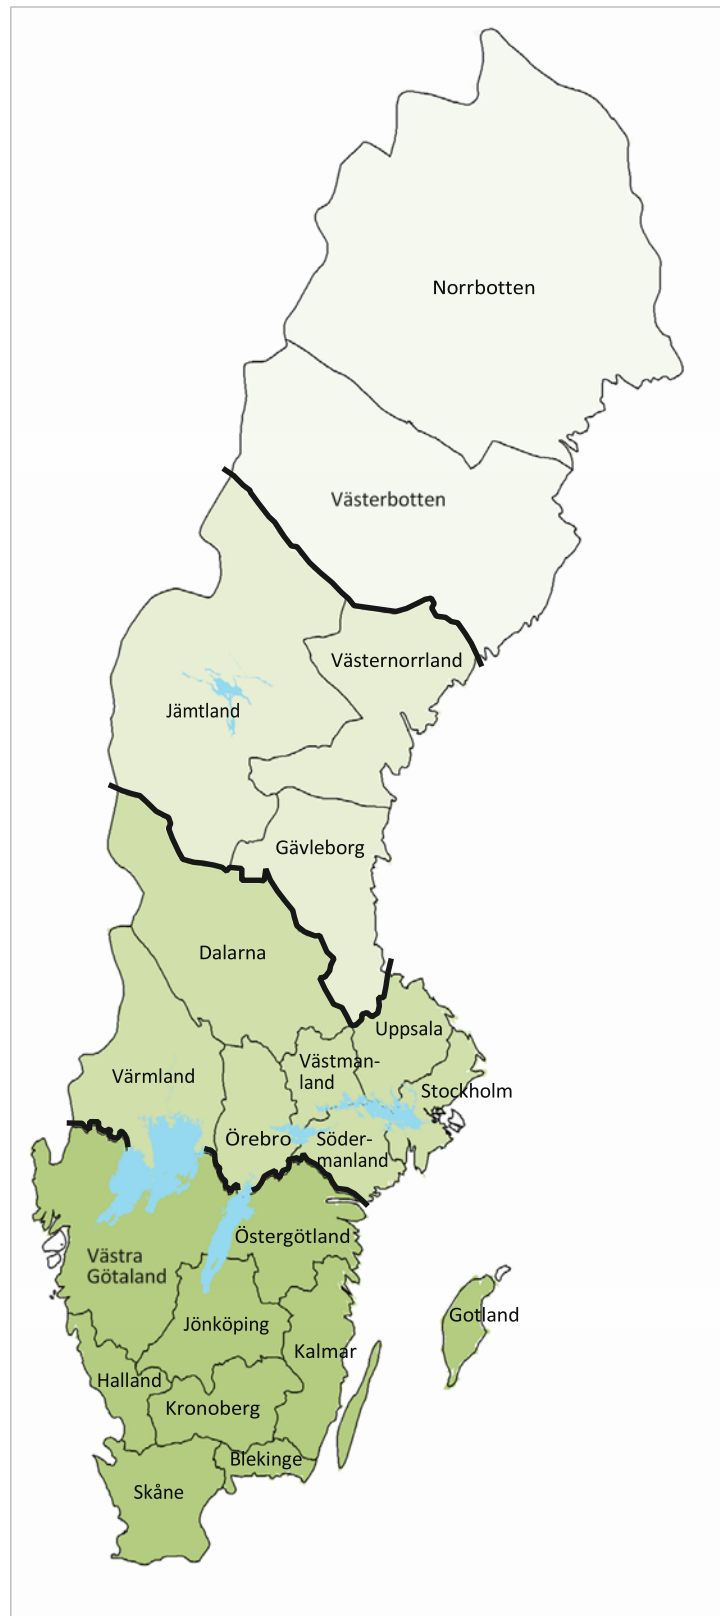 Norrbotten
Västerbotten
Västernorrland
Jämtland
Gävleborg
Dalarna
Uppsala
Västman-
land
Värmland
Stockholm
Örebro
Söder-
manland
Östergötland
Västra
Götaland
Gotland
Jönköping
Kalmar
Halland
Kronoberg
Blekinge
Skåne